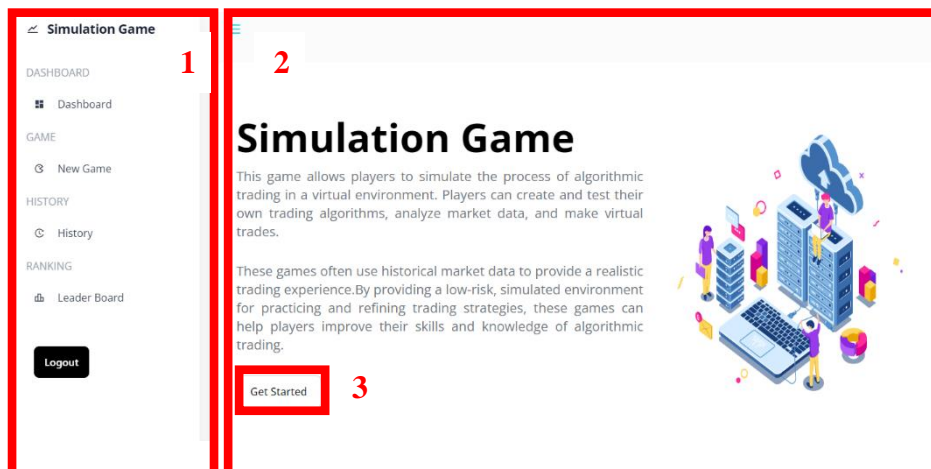 Simulation Game
1
DASHBOARD
Dashboard
GAME
New Game
HISTORY
History
RANKING
Leader Board
Logout
2
Simulation Game
This game allows players to simulate the process of algorithmic
trading in a virtual environment. Players can create and test their
own trading algorithms, analyze market data, and make virtual
trades.
These games often use historical market data to provide a realistic
trading experience.By providing a low-risk, simulated environment
for practicing and refining trading strategies, these games can
help players improve their skills and knowledge of algorithmic
trading.
Get Started
3